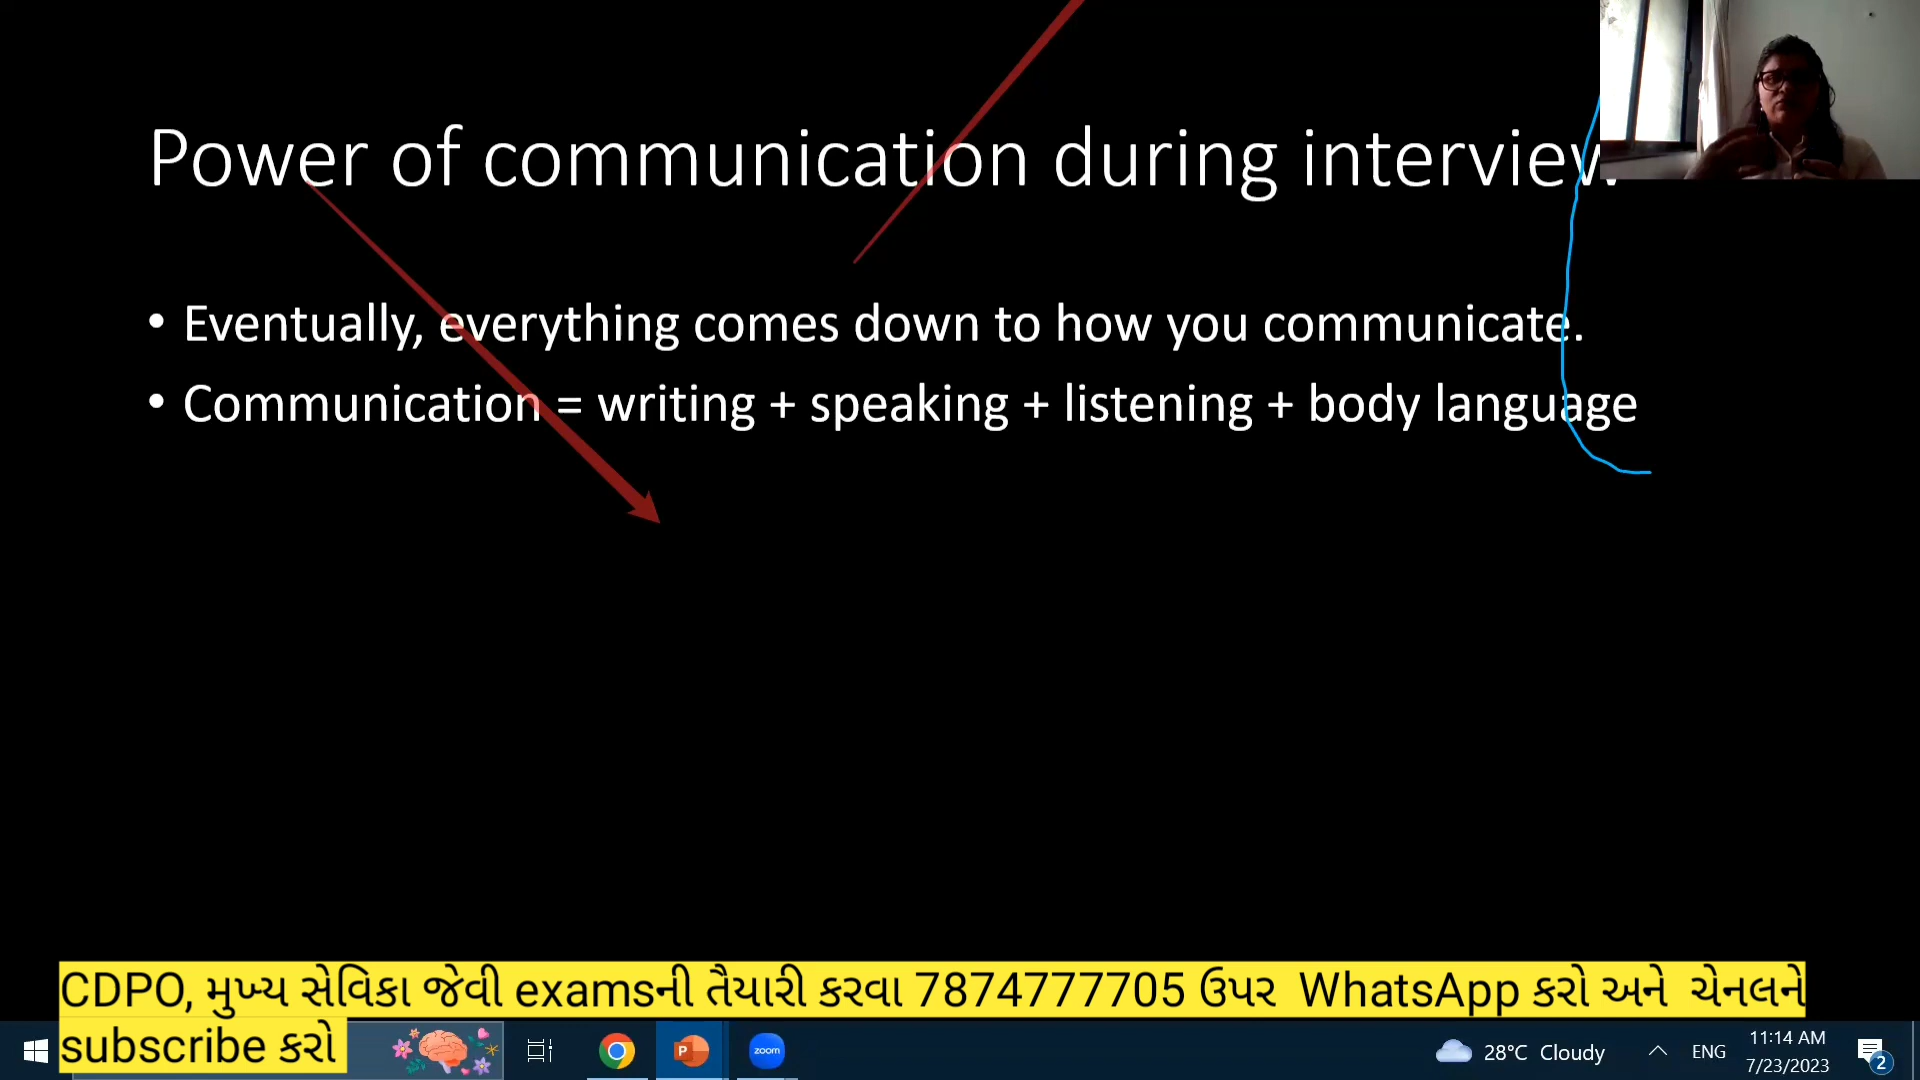 Power of communication during interview
• Eventually, everything comes down to how you communicate.
• Communication = writing + speaking + listening + body language
CDPO, મુખ્ય સેવિકા જેવી examsની તૈયારી કરવા 7874777705 ઉપર WhatsApp કરો અને ચેનલને
subscribe કરો
zoom
28°C Cloudy
ENG
11:14 AM
7/23/2023
2